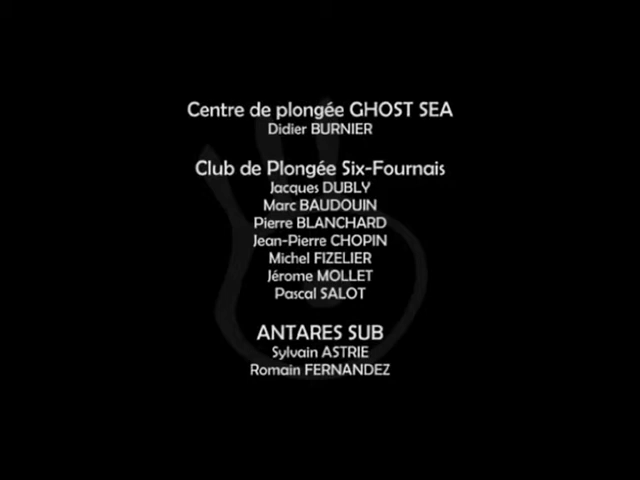 Centre de plongée GHOST SEA
Didier BURNIER
Club de Plongée Six-Fournais
Jacques DUBLY
Marc BAUDOUIN
Pierre BLANCHARD
Jean-Pierre CHOPIN
Michel FIZELIER
Jérome MOLLET
Pascal SALOT
ANTARES SUB
Sylvain ASTRIE
Romain FERNANDEZ